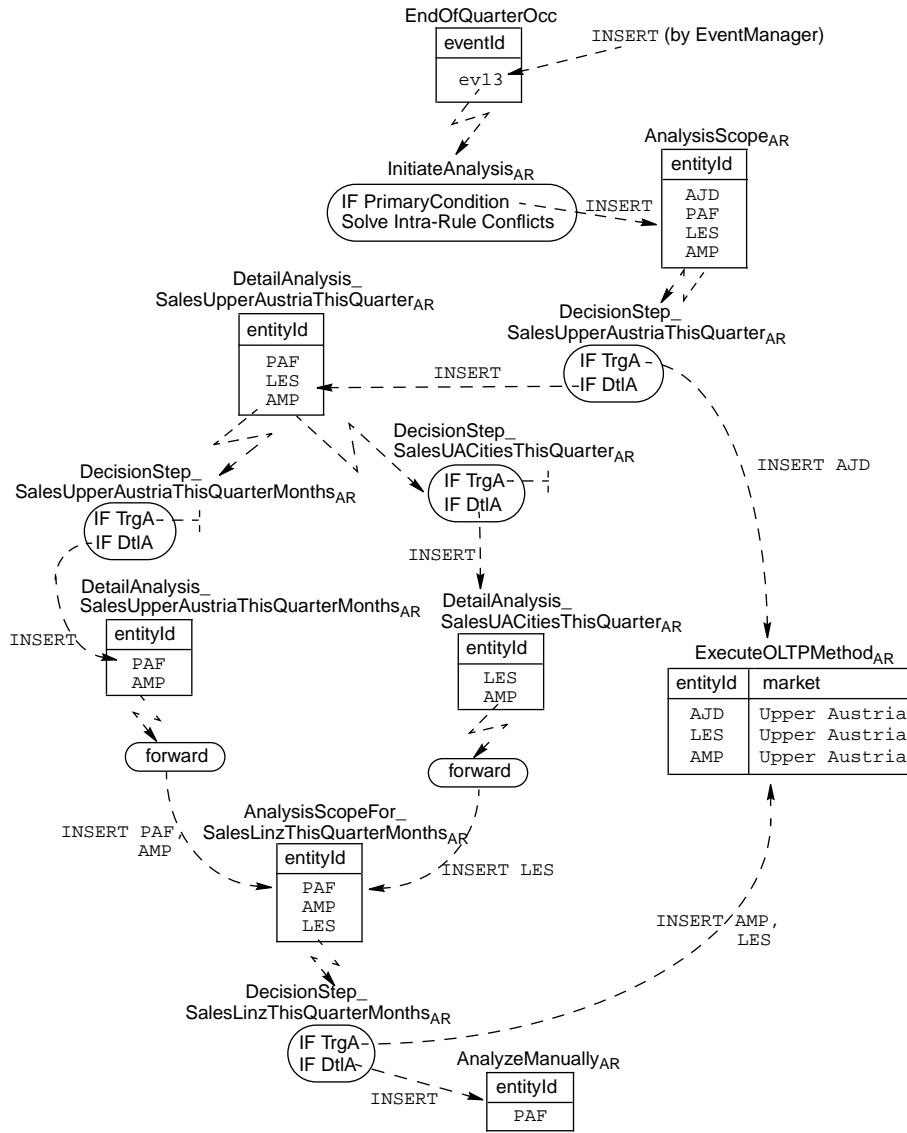 EndOfQuarterOcc
eventId
ev13
INSERT (by EventManager)
InitiateAnalysisAR
IF PrimaryCondition
Solve Intra-Rule Conflicts
INSERT
AnalysisScopeAR
entityId
AJD
PAF
LES
AMP
DetailAnalysis_
SalesUpperAustriaThisQuarterAR
entityId
PAF
LES
AMP
INSERT
DecisionStep_
SalesUpperAustriaThisQuarterAR
IF TrgA
IF DtlA
INSERT AJD
DecisionStep_
SalesUpperAustriaThisQuarterMonthsAR
IF TrgA
IF DtlA
DecisionStep_
SalesUACitiesThisQuarterAR
IF TrgA
IF DtlA
INSERT
INSERT
DetailAnalysis_
SalesUpperAustriaThisQuarterMonthsAR
entityId
PAF
AMP
DetailAnalysis_
SalesUACitiesThisQuarterAR
entityId
LES
AMP
ExecuteOLTPMethodAR
entityId market
AJD Upper Austria
LES Upper Austria
AMP Upper Austria
forward
forward
INSERT PAF,
AMP
AnalysisScopeFor_
SalesLinzThisQuarterMonthsAR
entityId
PAF
AMP
LES
INSERT LES
INSERT AMP,
LES
DecisionStep_
SalesLinzThisQuarterMonthsAR
IF TrgA
IF DtlA
INSERT
AnalyzeManuallyAR
entityId
PAF